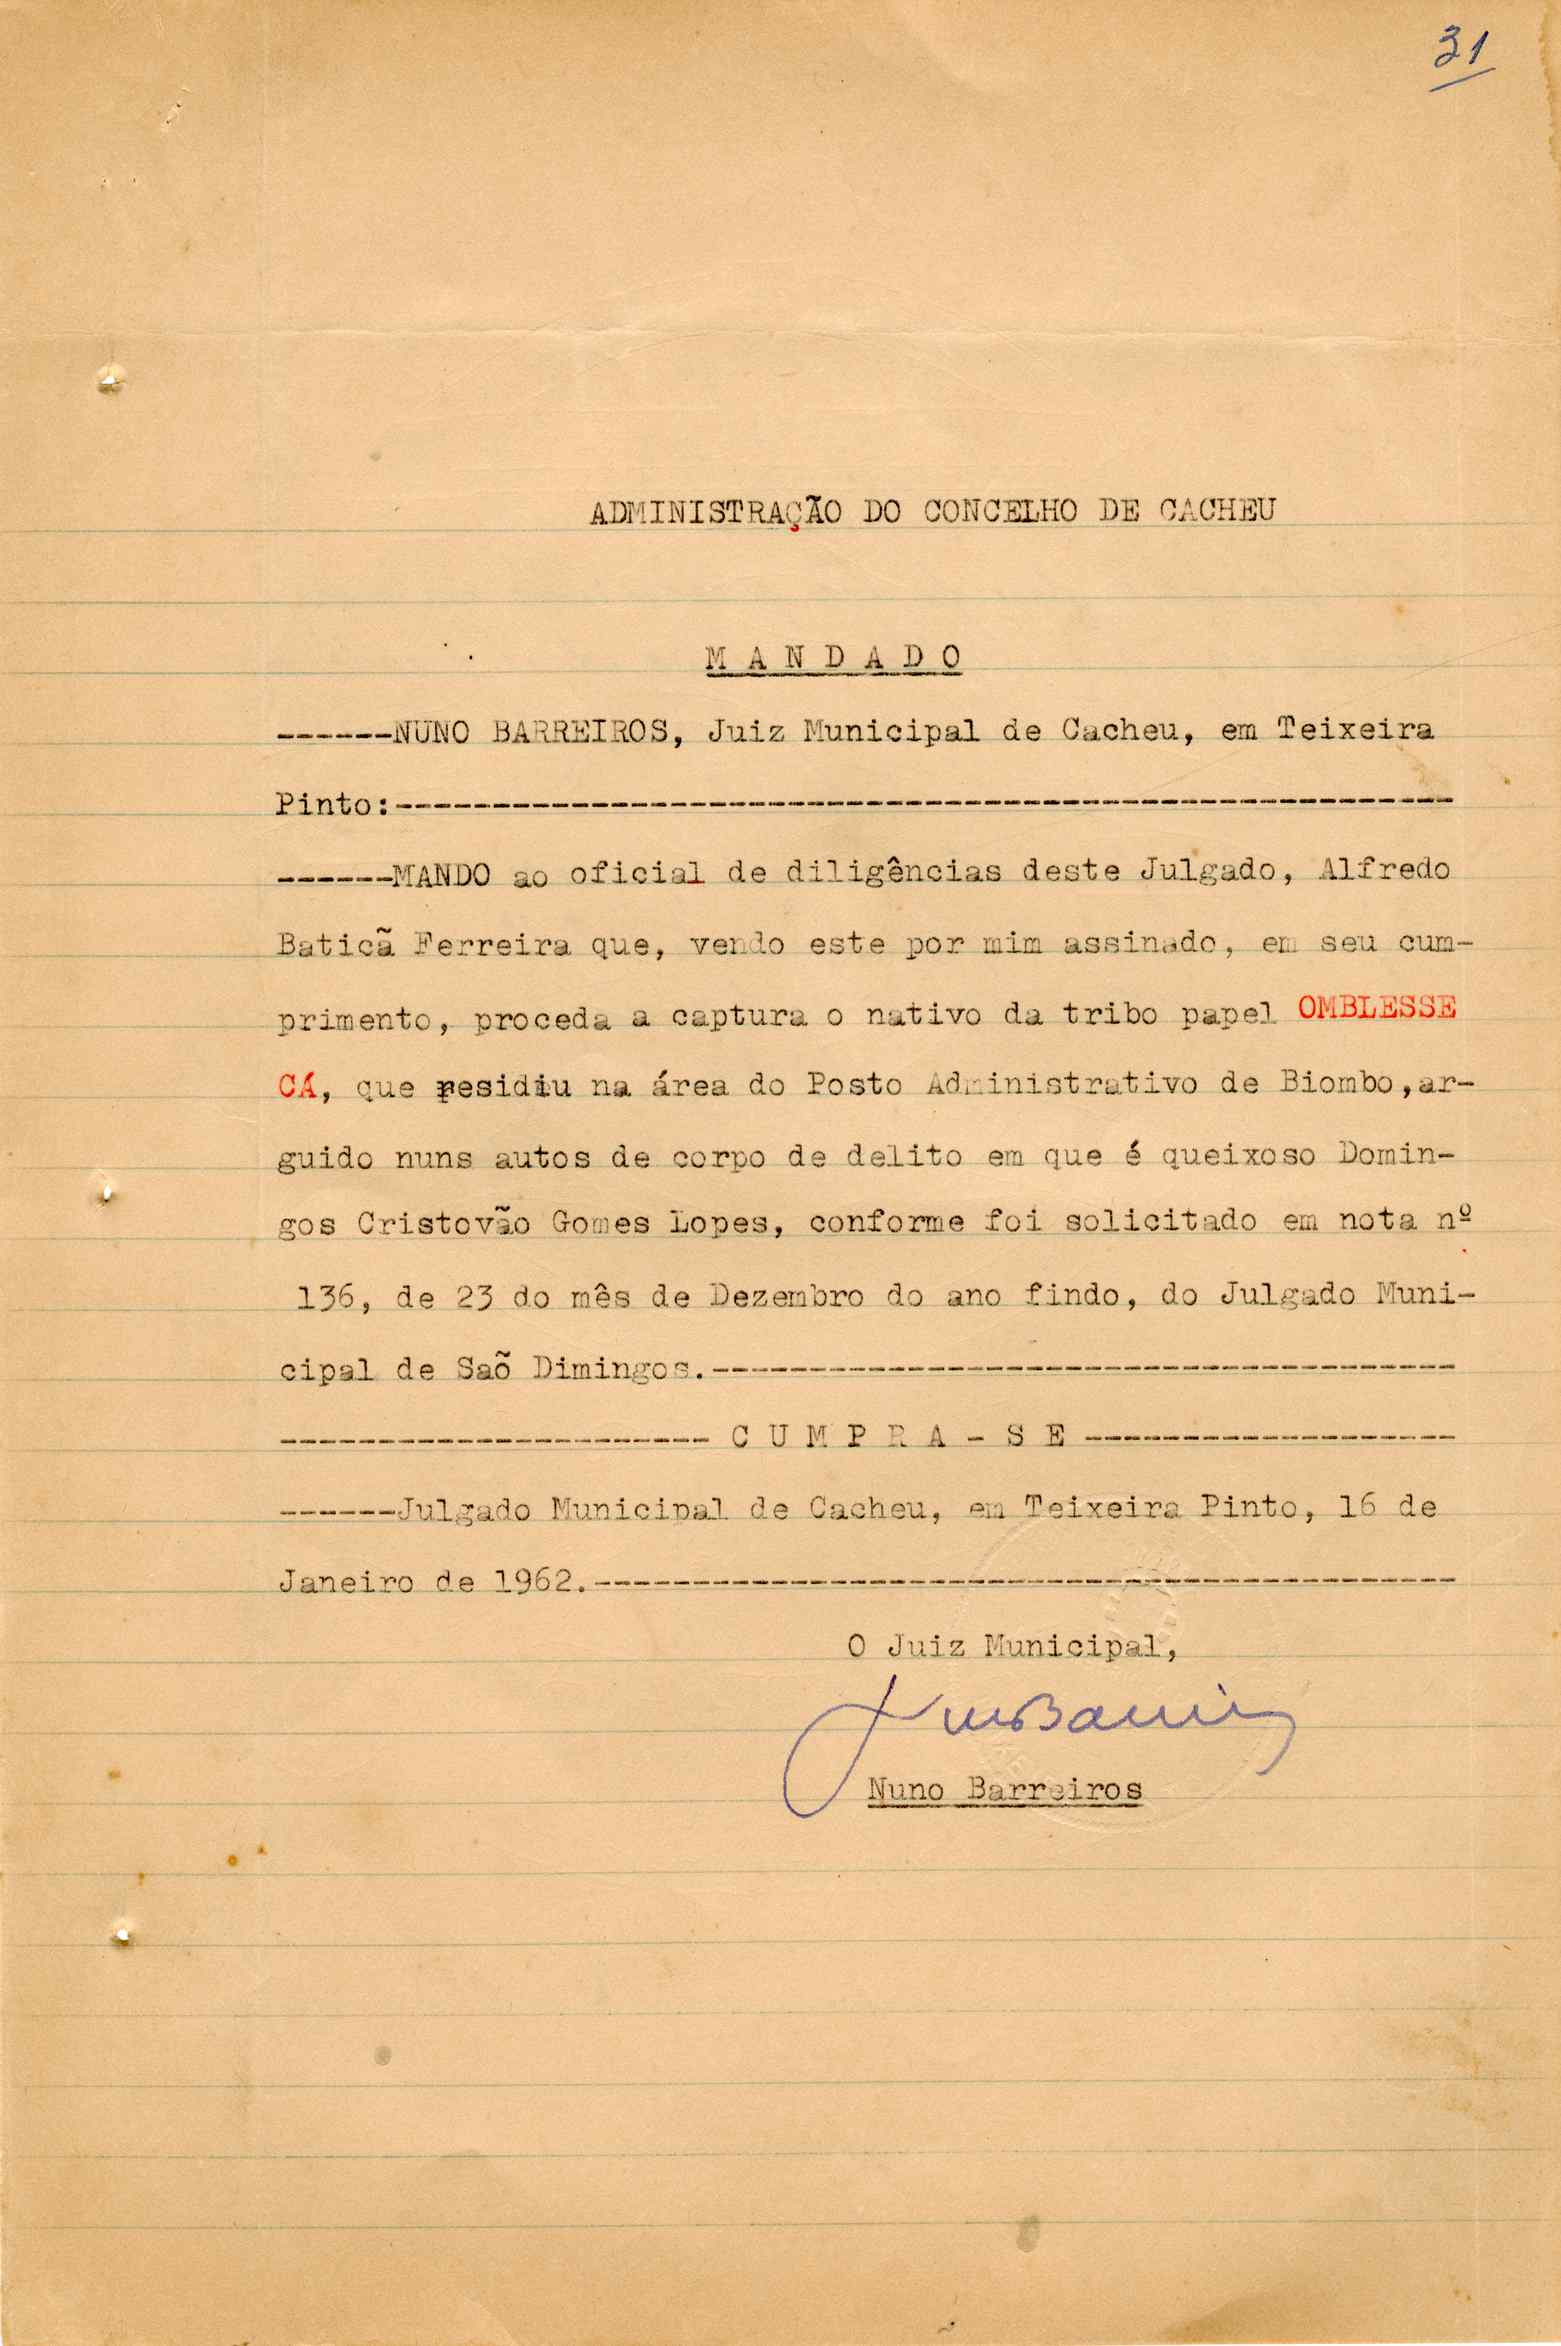 31
ADMINISTRAÇÃO DO CONCELHO DE CACHEU
M A N D A D O
------NUNO BARREIROS, Juiz Municipal de Cacheu, em Teixeira
Pinto:------------------------------------------------------
------MANDO ao oficial de diligências deste Julgado, Alfredo
Baticã Ferreira que, vendo este por mim assinado, em seu cum-
primento, proceda a captura o nativo da tribo papel OMBLESSE
CÁ, que residiu na área do Posto Administrativo de Biombo,ar-
guido nuns autos de corpo de delito em que é queixoso Domin-
gos Cristovão Gomes Lopes, conforme foi solicitado em nota nº
136, de 23 do mês de Dezembro do ano findo, do Julgado Muni-
cipal de Saõ Dimingos.--------------------------------------
---------------------- C U M P R A - S E -------------------
------Julgado Municipal de Cacheu, em Teixeira Pinto, 16 de
Janeiro de 1962.--------------------------------------------
O Juiz Municipal,
Nuno Barreiros